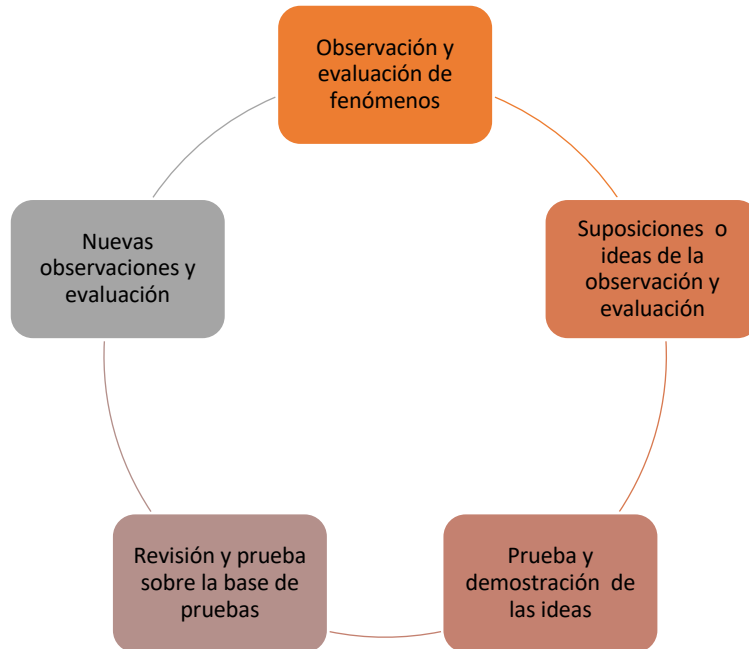 Observación y
evaluación de
fenómenos
Suposiciones o
ideas de la
observación y
evaluación
Prueba y
demostración de
las ideas
Revisión y prueba
sobre la base de
pruebas
Nuevas
observaciones y
evaluación